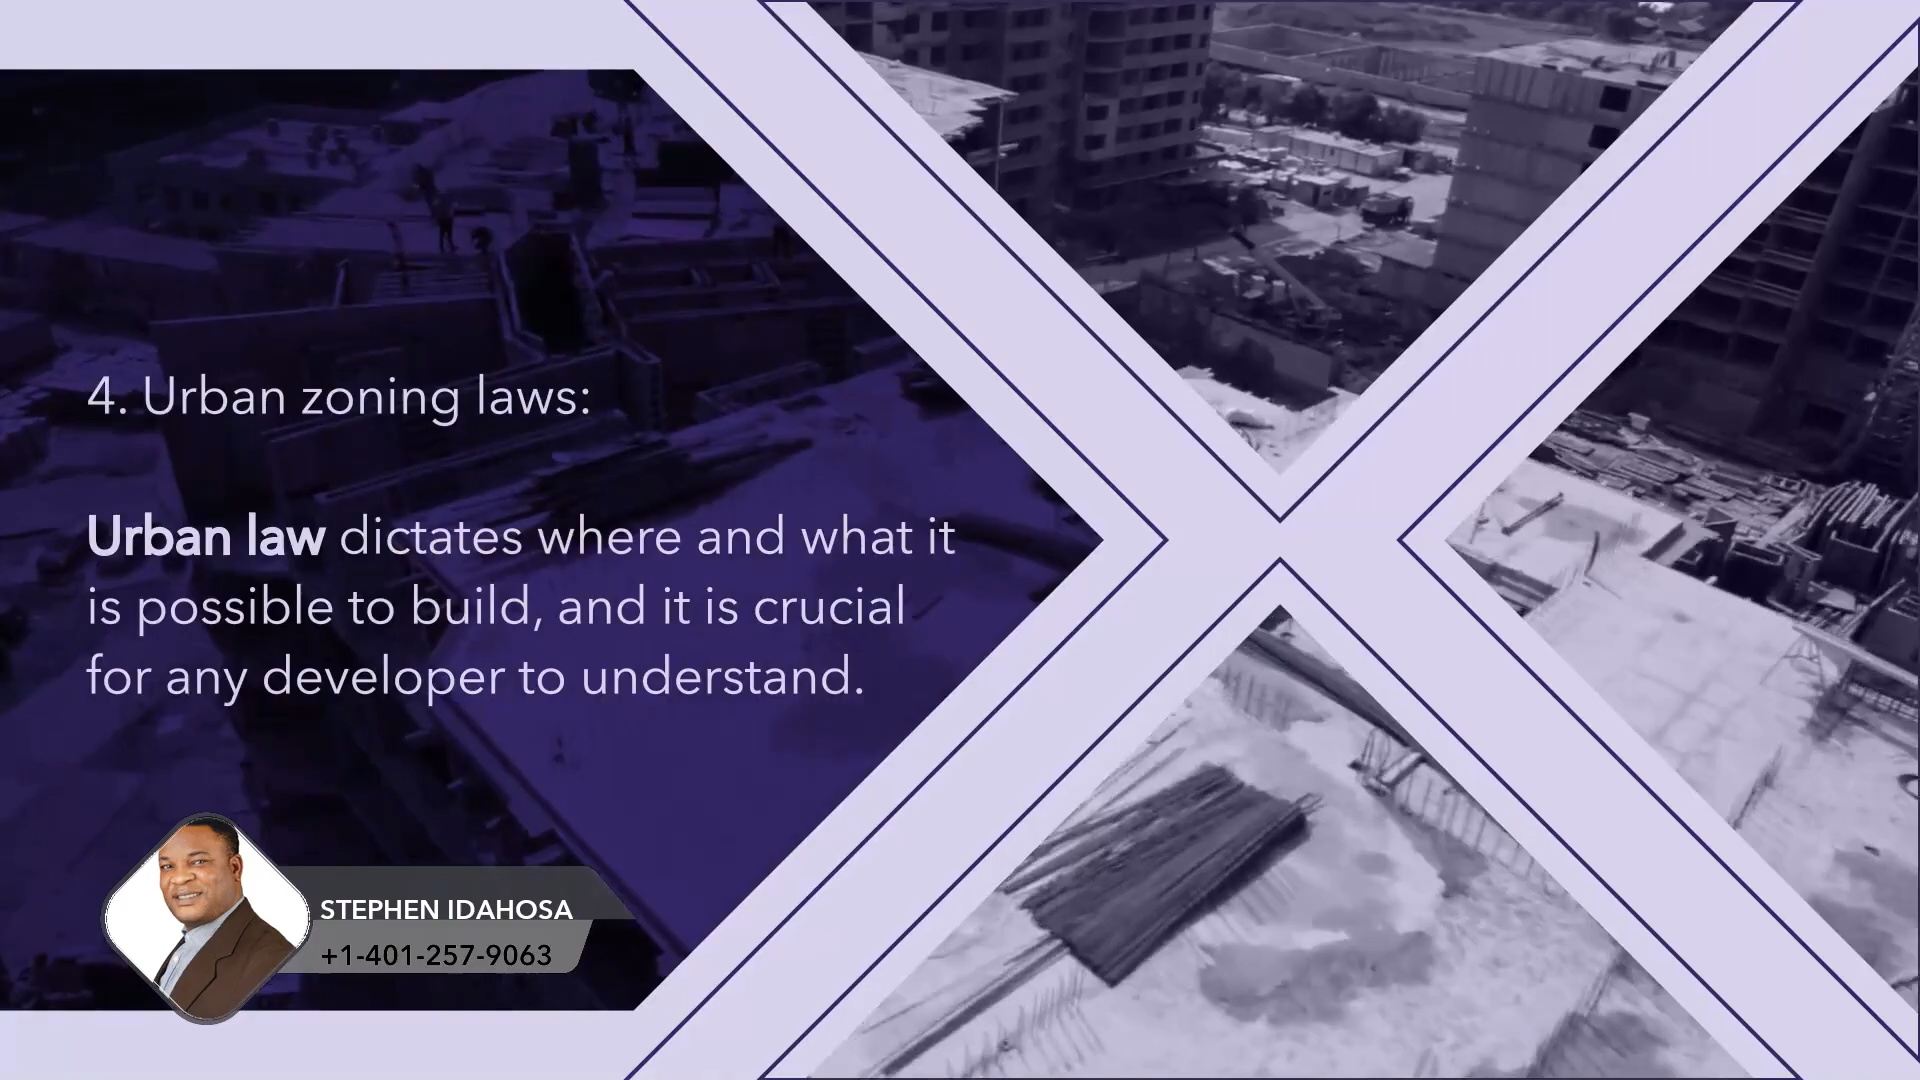 4. Urban zoning laws:
Urban law dictates where and what it
is possible to build, and it is crucial
for any developer to understand.
STEPHEN IDAHOSA
+1-401-257-9063